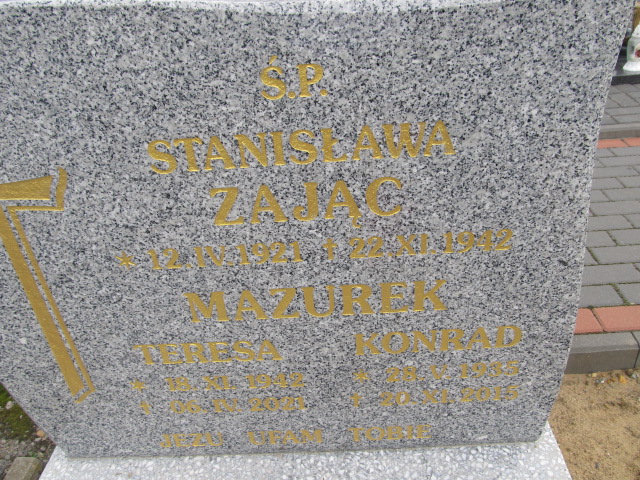 Ś.P.
STANISŁAWA
ZAJĄC
* 12.IV.1921 † 22.XI.1942
MAZUREK
TERESA KONRAD
* 18.XI.1942 * 28.V.1935
† 06.IV.2021 † 20.XI.2015
JEZU UFAM TOBIE